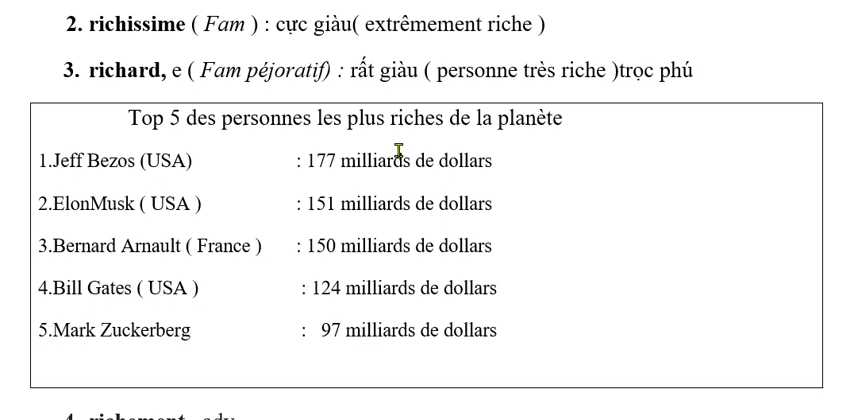 2. richissime ( Fam ) : cực giàu( extrêmement riche )
3. richard, e ( Fam péjoratif) : rất giàu ( personne très riche )trọc phú
Top 5 des personnes les plus riches de la planète
1.Jeff Bezos (USA) : 177 milliards de dollars
2.ElonMusk ( USA ) : 151 milliards de dollars
3.Bernard Arnault ( France ) : 150 milliards de dollars
4.Bill Gates ( USA ) : 124 milliards de dollars
5.Mark Zuckerberg : 97 milliards de dollars